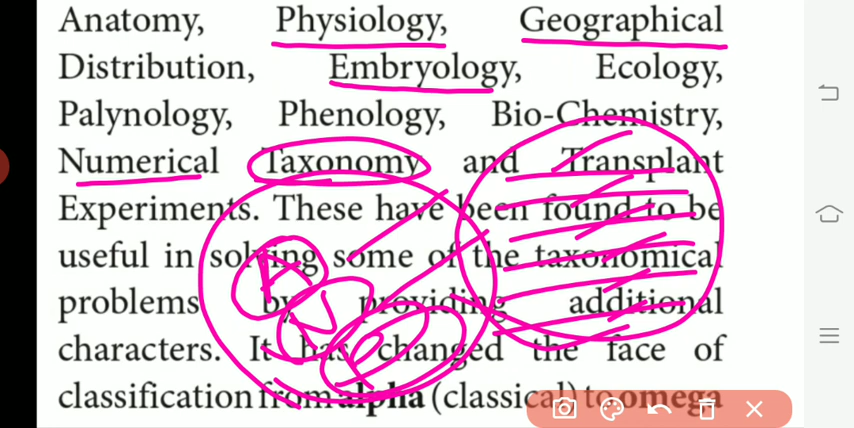 Anatomy, Physiology, Geographical
Distribution, Embryology, Ecology,
Palynology, Phenology, Bio-Chemistry,
Numerical Taxonomy and Transplant
Experiments. These have been found to be
useful in solving some of the taxonomical
problems by providing additional
characters. It has changed the face of
classification from alpha (classical) to omega